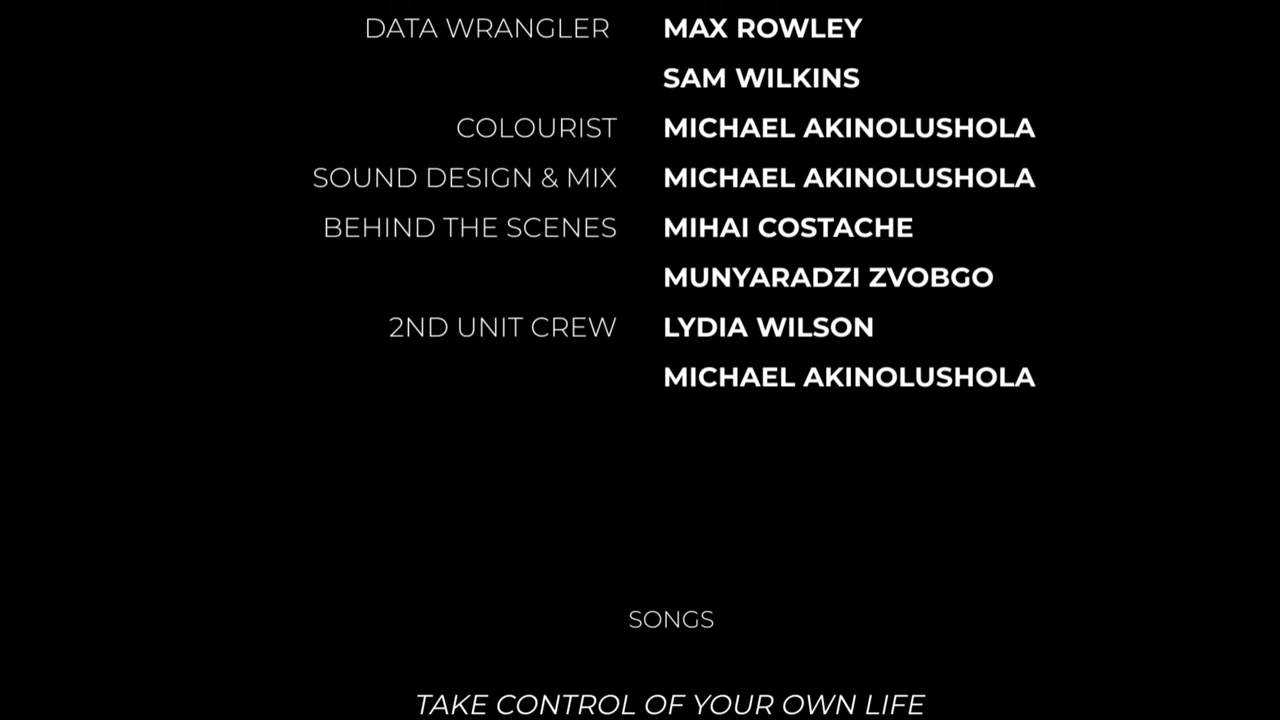 DATA WRANGLER MAX ROWLEY
SAM WILKINS
COLOURIST MICHAEL AKINOLUSHOLA
SOUND DESIGN & MIX MICHAEL AKINOLUSHOLA
BEHIND THE SCENES MIHAI COSTACHE
MUNYARADZI ZVOBGO
2ND UNIT CREW LYDIA WILSON
MICHAEL AKINOLUSHOLA
SONGS
TAKE CONTROL OF YOUR OWN LIFE